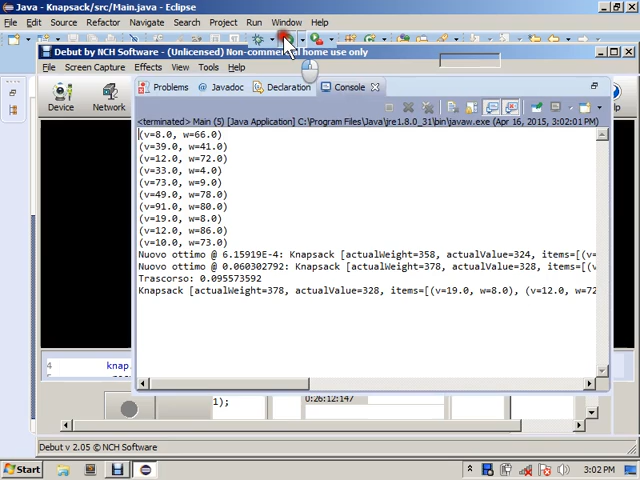 Java - Knapsack/src/Main.java - Eclipse
File Edit Source Refactor Navigate Search Project Run Window Help
Debut by NCH Software - (Unlicensed) Non-commercial home use only
File Screen Capture Effects View Tools Help
Device Network
Problems Javadoc Declaration Console
<terminated> Main (5) [Java Application] C:\Program Files\Java\jre1.8.0_31\bin\javaw.exe (Apr 16, 2015, 3:02:01 PM)
(v=8.0, w=66.0)
(v=39.0, w=41.0)
(v=12.0, w=72.0)
(v=33.0, w=4.0)
(v=73.0, w=9.0)
(v=49.0, w=78.0)
(v=91.0, w=80.0)
(v=19.0, w=8.0)
(v=12.0, w=86.0)
(v=10.0, w=73.0)
Nuovo ottimo @ 6.15919E-4: Knapsack [actualWeight=358, actualValue=324, items=[(v=
Nuovo ottimo @ 0.060302792: Knapsack [actualWeight=378, actualValue=328, items=[(v=
Trascorso: 0.095573592
Knapsack [actualWeight=378, actualValue=328, items=[(v=19.0, w=8.0), (v=12.0, w=72
4 knap
1);
0:26:12:147
Debut v 2.05 © NCH Software
Start
3:02 PM